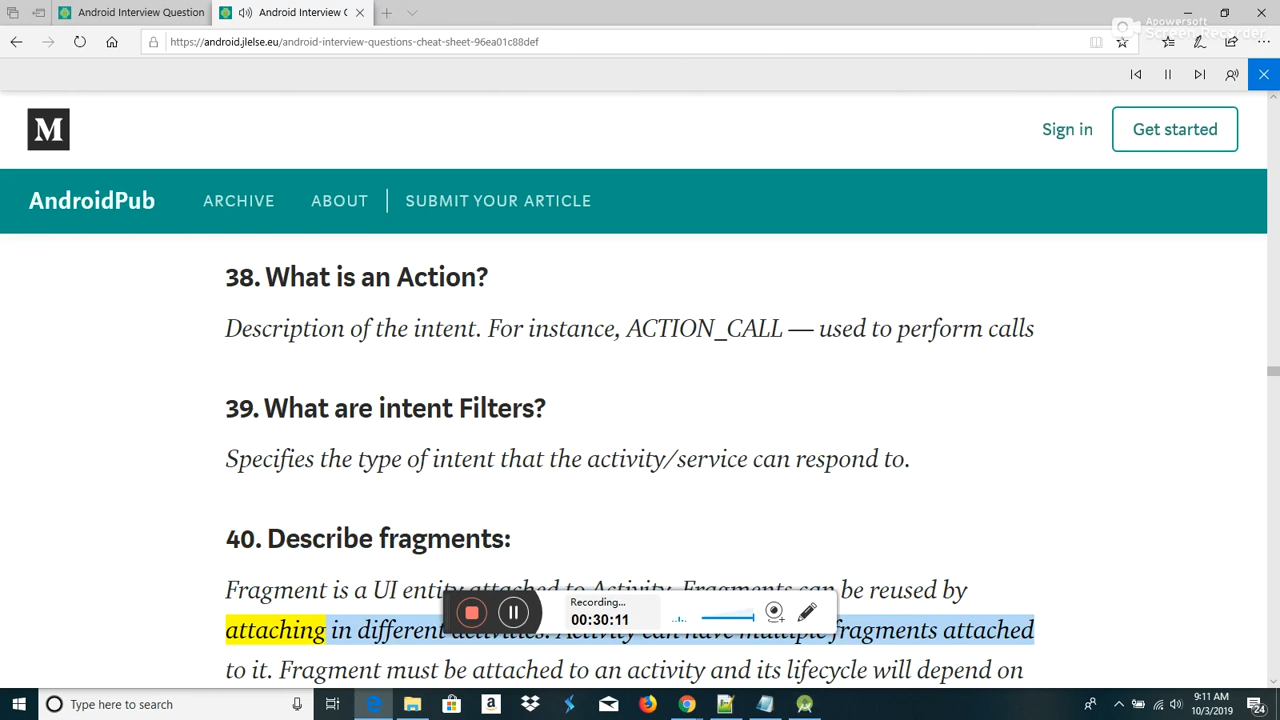 Android Interview Question
Android Interview C
https://android.jlelse.eu/android-interview-questions-cheat-sheet-96ea01c88def
Apowersoft
Screen Recorder
M
Sign in
Get started
AndroidPub
ARCHIVE
ABOUT
SUBMIT YOUR ARTICLE
38. What is an Action?
Description of the intent. For instance, ACTION_CALL — used to perform calls
39. What are intent Filters?
Specifies the type of intent that the activity/service can respond to.
40. Describe fragments:
Fragment is a UI entity attached to Activity. Fragments can be reused by
attaching in different activities. Activity can have multiple fragments attached
to it. Fragment must be attached to an activity and its lifecycle will depend on
Recording...
00:30:11
Type here to search
9:11 AM
10/3/2019
24